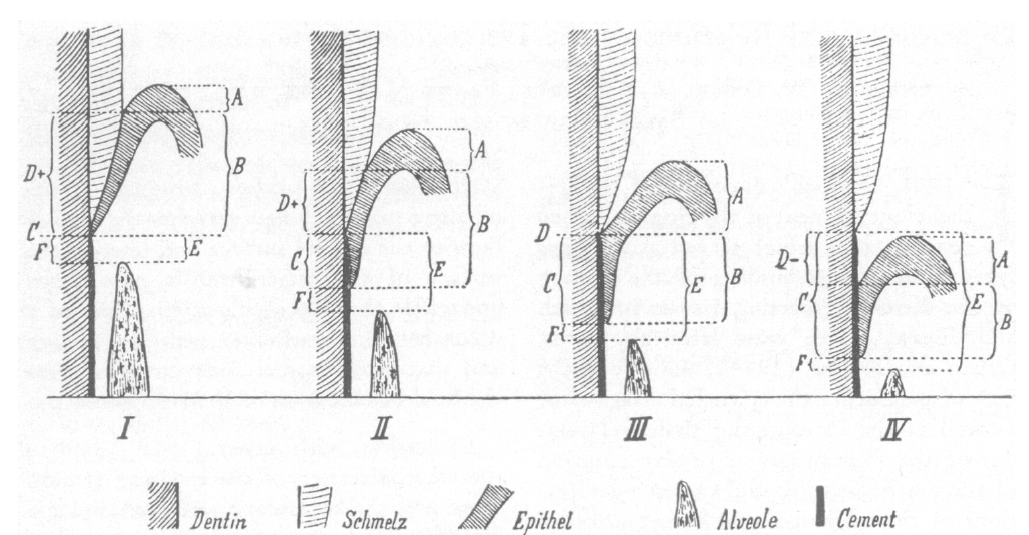 A
D+
B
C
F
E
I
A
D+
B
C
E
F
II
A
D
C
E
B
F
III
D-
A
C
E
B
F
IV
Dentin
Schmelz
Epithel
Alveole
Cement